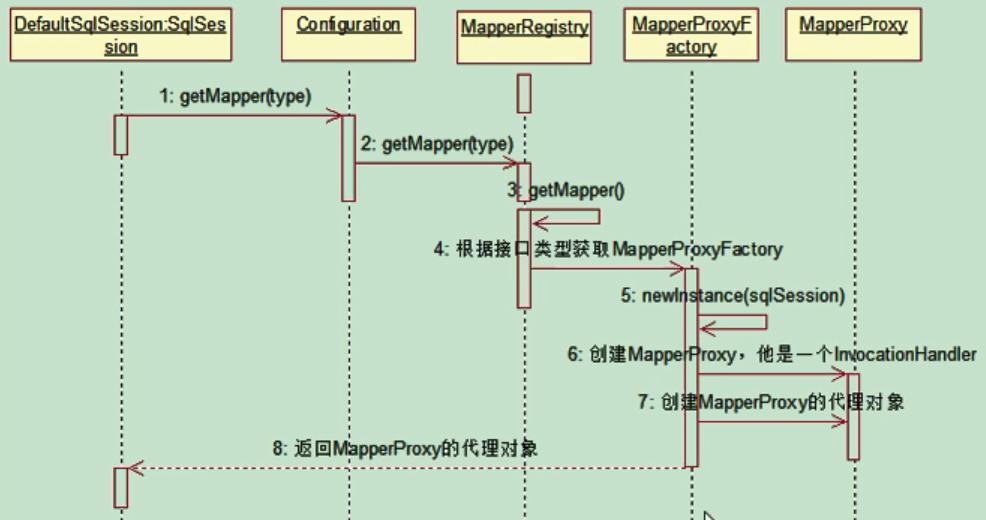 DefaultSqlSession:SqlSes
sion
Configuration
MapperRegistry
MapperProxyF
actory
MapperProxy
1: getMapper(type)
2: getMapper(type)
3: getMapper()
4: 根据接口类型获取MapperProxyFactory
5: newInstance(sqlSession)
6: 创建MapperProxy，他是一个InvocationHandler
7: 创建MapperProxy的代理对象
8: 返回MapperProxy的代理对象